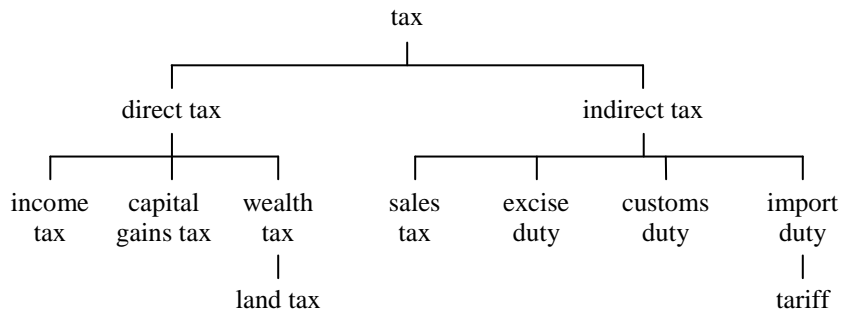 tax
direct tax
indirect tax
income
tax
capital
gains tax
wealth
tax
sales
tax
excise
duty
customs
duty
import
duty
land tax
tariff